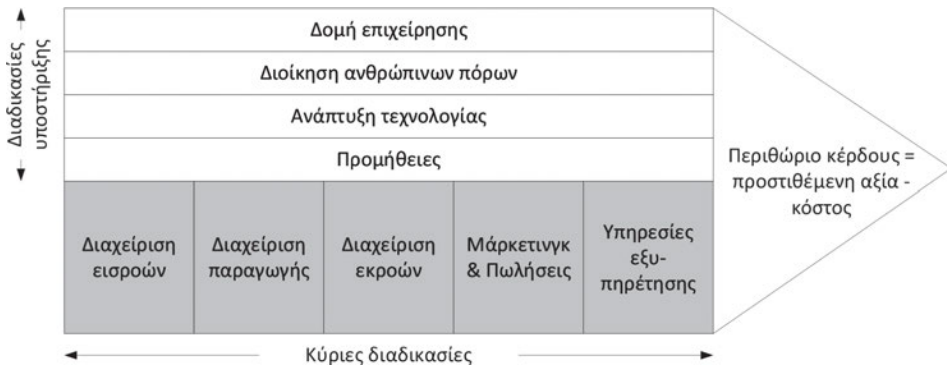 Διαδικασίες
υποστήριξης
Δομή επιχείρησης
Διοίκηση ανθρώπινων πόρων
Ανάπτυξη τεχνολογίας
Προμήθειες
Διαχείριση
εισροών
Διαχείριση
παραγωγής
Διαχείριση
εκροών
Μάρκετινγκ
& Πωλήσεις
Υπηρεσίες
εξυ-
πηρέτησης
Περιθώριο κέρδους =
προστιθέμενη αξία -
κόστος
Κύριες διαδικασίες